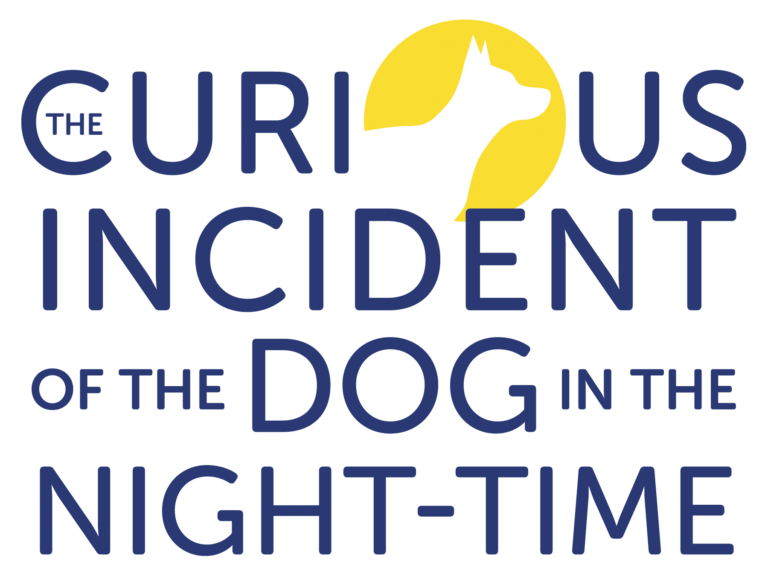 THE CURIOUS
INCIDENT
OF THE DOG IN THE
NIGHT-TIME